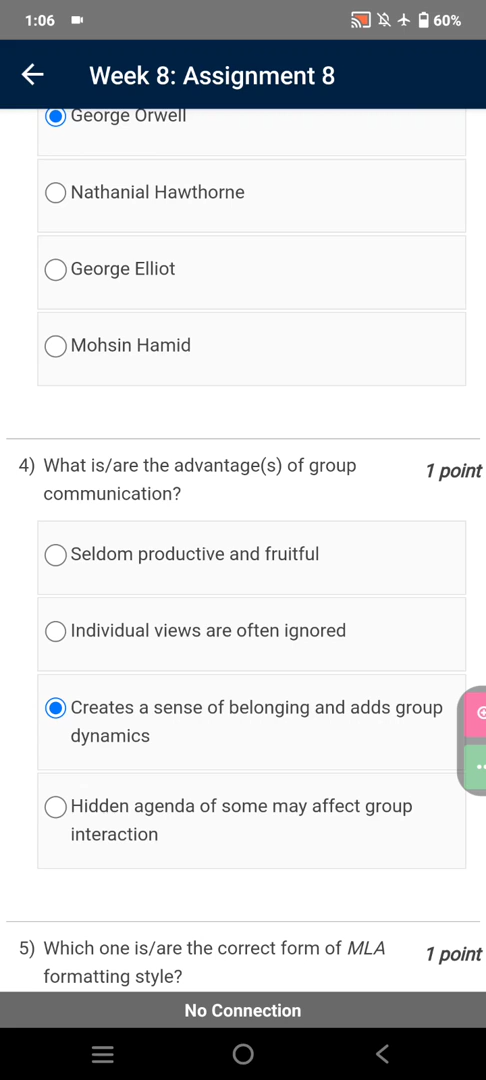 1:06
60%
Week 8: Assignment 8
George Orwell
Nathanial Hawthorne
George Elliot
Mohsin Hamid
4) What is/are the advantage(s) of group
1 point
communication?
Seldom productive and fruitful
Individual views are often ignored
Creates a sense of belonging and adds group
dynamics
Hidden agenda of some may affect group
interaction
5) Which one is/are the correct form of MLA
1 point
formatting style?
No Connection